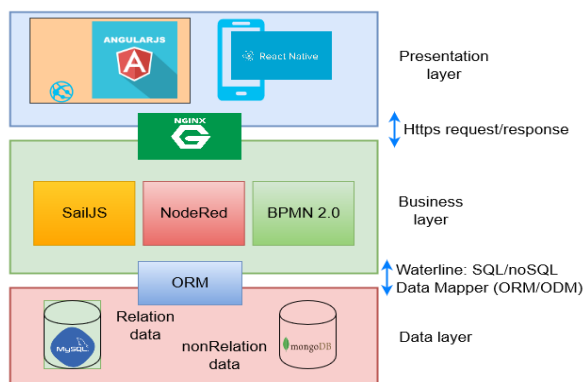 ANGULARJS
A
React Native
Presentation
layer
NGINX
G
Https request/response
SailJS
NodeRed
BPMN 2.0
Business
layer
ORM
Waterline: SQL/noSQL
Data Mapper (ORM/ODM)
Relation
data
MySQL
nonRelation
data
mongoDB
Data layer